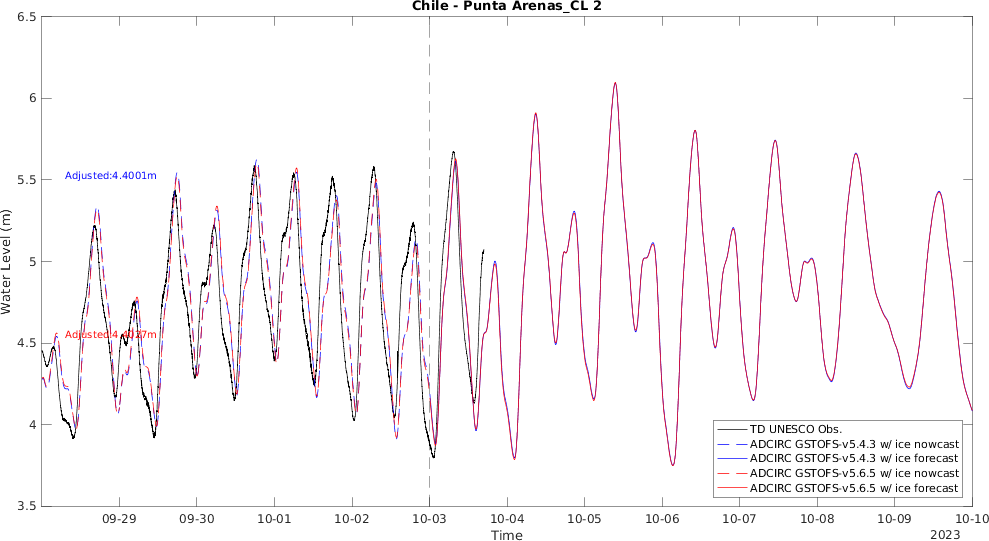 Chile - Punta Arenas_CL 2
6.5
6
5.5
5
4.5
4
3.5
Water Level (m)
Adjusted:4.4001m
09-29
09-30
10-01
10-02
10-03
10-04
10-05
10-06
10-07
10-08
10-09
10-10
Time
2023
TD UNESCO Obs.
ADCIRC GSTOFS-v5.4.3 w/ ice nowcast
ADCIRC GSTOFS-v5.4.3 w/ ice forecast
ADCIRC GSTOFS-v5.6.5 w/ ice nowcast
ADCIRC GSTOFS-v5.6.5 w/ ice forecast